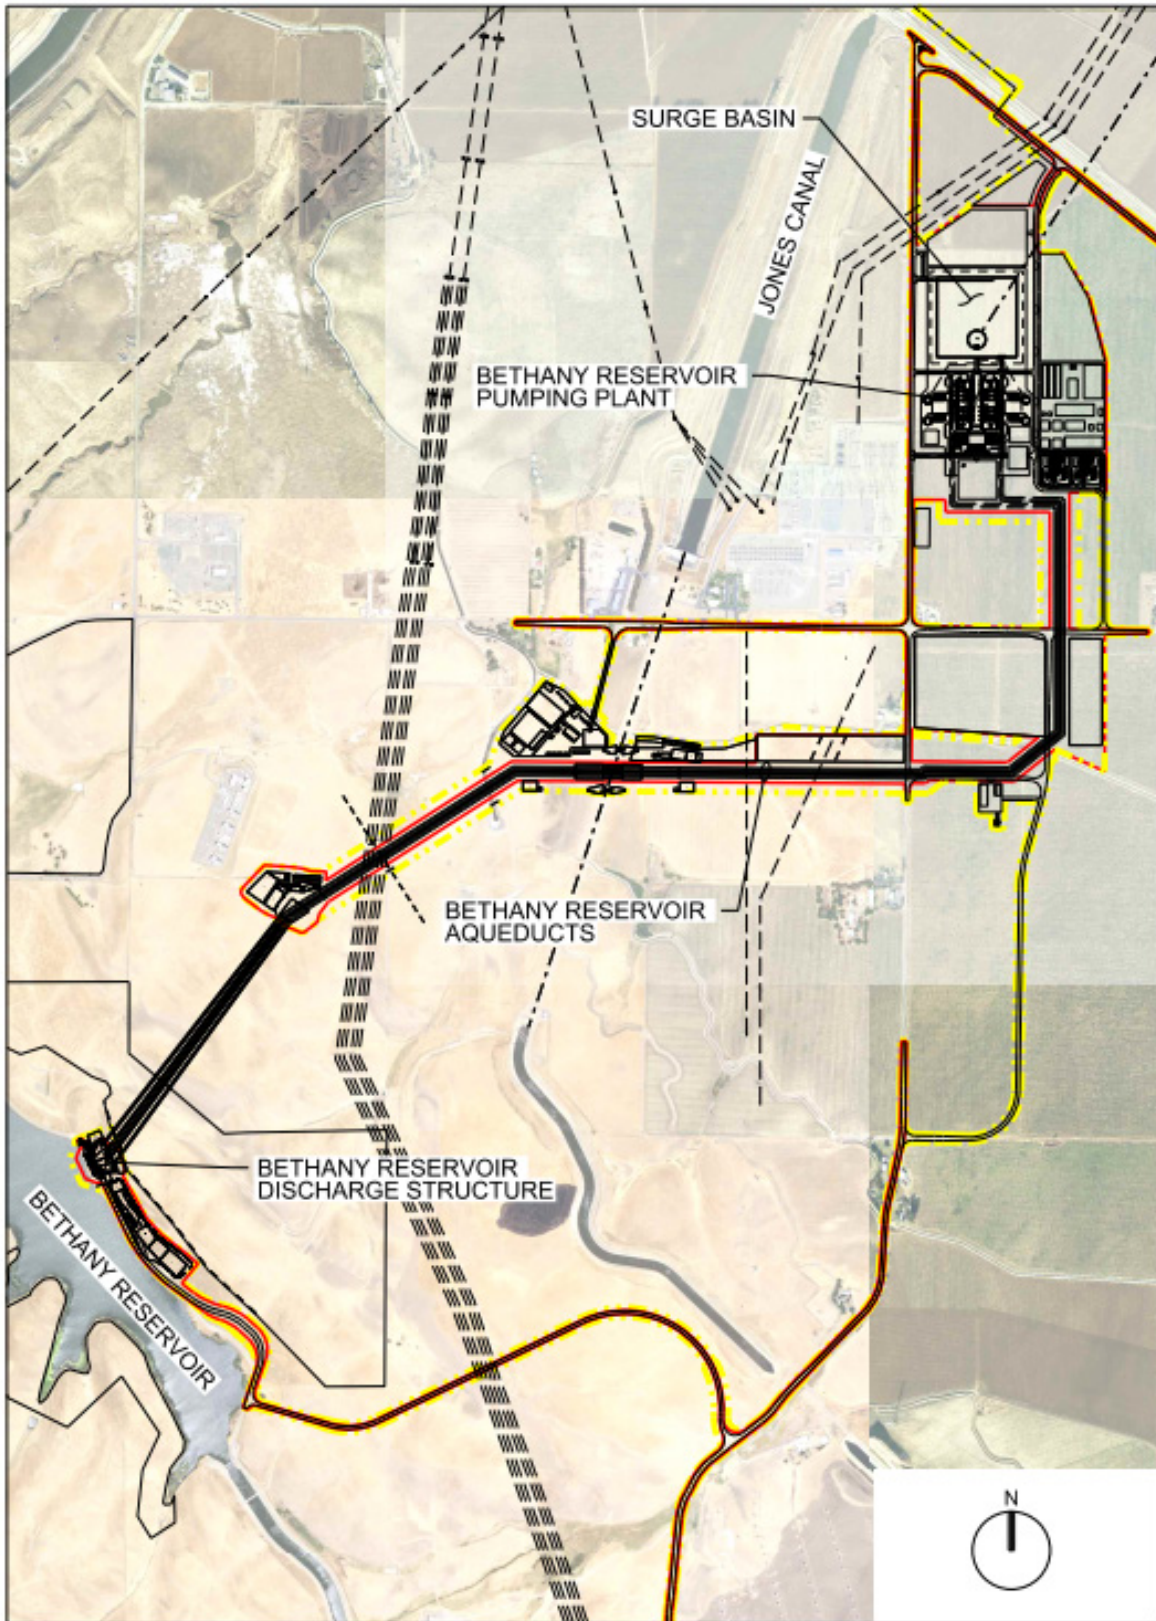 SURGE BASIN
JONES CANAL
BETHANY RESERVOIR
PUMPING PLANT
BETHANY RESERVOIR
AQUEDUCTS
BETHANY RESERVOIR
DISCHARGE STRUCTURE
BETHANY RESERVOIR
N